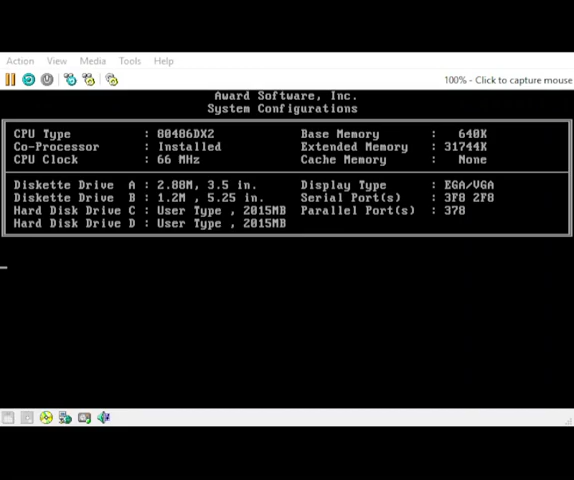 Action View Media Tools Help
100% - Click to capture mouse
Award Software, Inc.
System Configurations
CPU Type : 80486DX2 Base Memory : 640K
Co-Processor : Installed Extended Memory : 31744K
CPU Clock : 66 MHz Cache Memory : None
Diskette Drive A : 2.88M, 3.5 in. Display Type : EGA/VGA
Diskette Drive B : 1.2M , 5.25 in. Serial Port(s) : 3F8 2F8
Hard Disk Drive C : User Type , 2015MB Parallel Port(s) : 378
Hard Disk Drive D : User Type , 2015MB